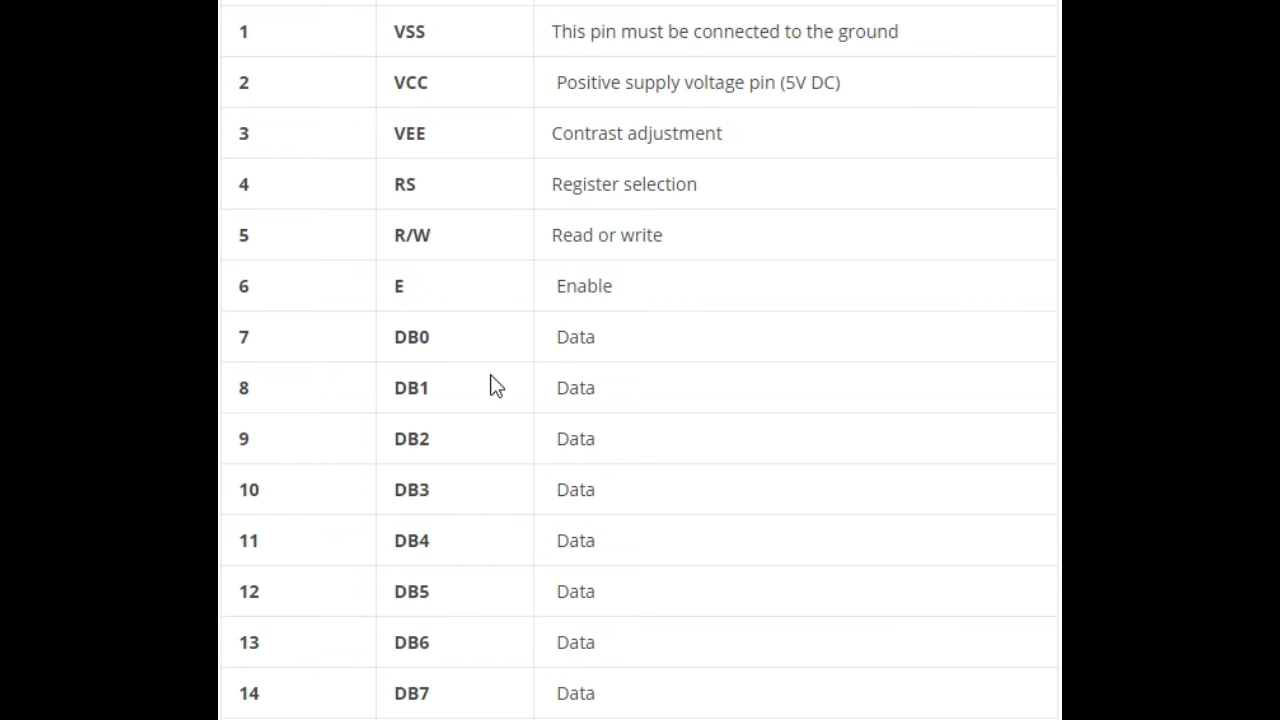 1 VSS This pin must be connected to the ground
2 VCC Positive supply voltage pin (5V DC)
3 VEE Contrast adjustment
4 RS Register selection
5 R/W Read or write
6 E Enable
7 DB0 Data
8 DB1 Data
9 DB2 Data
10 DB3 Data
11 DB4 Data
12 DB5 Data
13 DB6 Data
14 DB7 Data